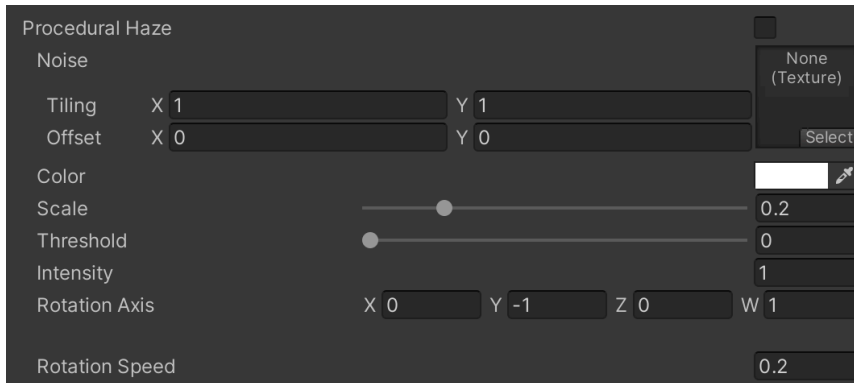 Procedural Haze
Noise
None
(Texture)
Tiling X 1 Y 1
Offset X 0 Y 0
Select
Color
Scale 0.2
Threshold 0
Intensity 1
Rotation Axis X 0 Y -1 Z 0 W 1
Rotation Speed 0.2